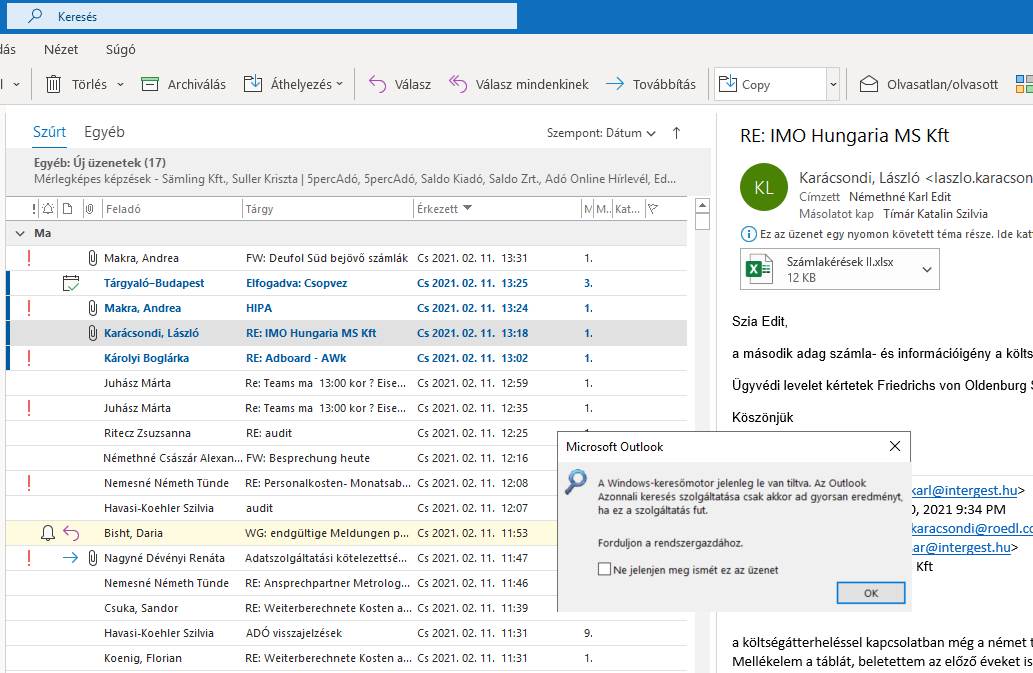 Keresés
dás Nézet Súgó
Törlés Archiválás Áthelyezés Válasz Válasz mindenkinek Továbbítás Copy Olvasatlan/olvasott
Szűrt Egyéb Szempont: Dátum
Egyéb: Új üzenetek (17)
Mérlegképes képzések - Sämling Kft., Suller Kriszta | 5percAdó, 5percAdó, Saldo Kiadó, Saldo Zrt., Adó Online Hírlevél, Ed...
! Feladó Tárgy Érkezett M M... Kat...
Ma
! Makra, Andrea FW: Deufol Süd bejövő számlák Cs 2021. 02. 11. 13:31 1.
Tárgyaló–Budapest Elfogadva: Csopvez Cs 2021. 02. 11. 13:25 3.
! Makra, Andrea HIPA Cs 2021. 02. 11. 13:24 1.
Karácsondi, László RE: IMO Hungaria MS Kft Cs 2021. 02. 11. 13:18 1.
! Károlyi Boglárka RE: Adboard - AWk Cs 2021. 02. 11. 13:02 1.
Juhász Márta Re: Teams ma 13:00 kor ? Eise... Cs 2021. 02. 11. 12:59 1.
! Juhász Márta Re: Teams ma 13:00 kor ? Eise... Cs 2021. 02. 11. 12:35 1.
Ritecz Zsuzsanna RE: audit Cs 2021. 02. 11. 12:25
Némethné Császár Alexan... FW: Besprechung heute Cs 2021. 02. 11. 12:16
! Nemesné Németh Tünde RE: Personalkosten- Monatsab... Cs 2021. 02. 11. 12:08
Havasi-Koehler Szilvia audit Cs 2021. 02. 11. 12:07
Bisht, Daria WG: endgültige Meldungen p... Cs 2021. 02. 11. 11:53
! Nagyné Dévényi Renáta Adatszolgáltatási kötelezettsé... Cs 2021. 02. 11. 11:47
Nemesné Németh Tünde RE: Ansprechpartner Metrolog... Cs 2021. 02. 11. 11:46
Csuka, Sandor RE: Weiterberechnete Kosten a... Cs 2021. 02. 11. 11:39
Havasi-Koehler Szilvia ADÓ visszajelzések Cs 2021. 02. 11. 11:31 9.
Koenig, Florian RE: Weiterberechnete Kosten a... Cs 2021. 02. 11. 11:31 1.
RE: IMO Hungaria MS Kft
KL
Karácsondi, László <laszlo.karacson
Címzett Némethné Karl Edit
Másolatot kap Tímár Katalin Szilvia
Ez az üzenet egy nyomon követett téma része. Ide kat
Számlakérések II.xlsx
12 KB
Szia Edit,
a második adag számla- és információigény a költs
Ügyvédi levelet kértetek Friedrichs von Oldenburg S
Köszönjük
Microsoft Outlook
A Windows-keresőmotor jelenleg le van tiltva. Az Outlook
Azonnali keresés szolgáltatása csak akkor ad gyorsan eredményt,
ha ez a szolgáltatás fut.
Forduljon a rendszergazdához.
Ne jelenjen meg ismét ez az üzenet
OK
karl@intergest.hu>
0, 2021 9:34 PM
karacsondi@roedl.co
ar@intergest.hu>
Kft
a költségátterheléssel kapcsolatban még a német t
Mellékelem a táblát, beletettem az előző éveket is